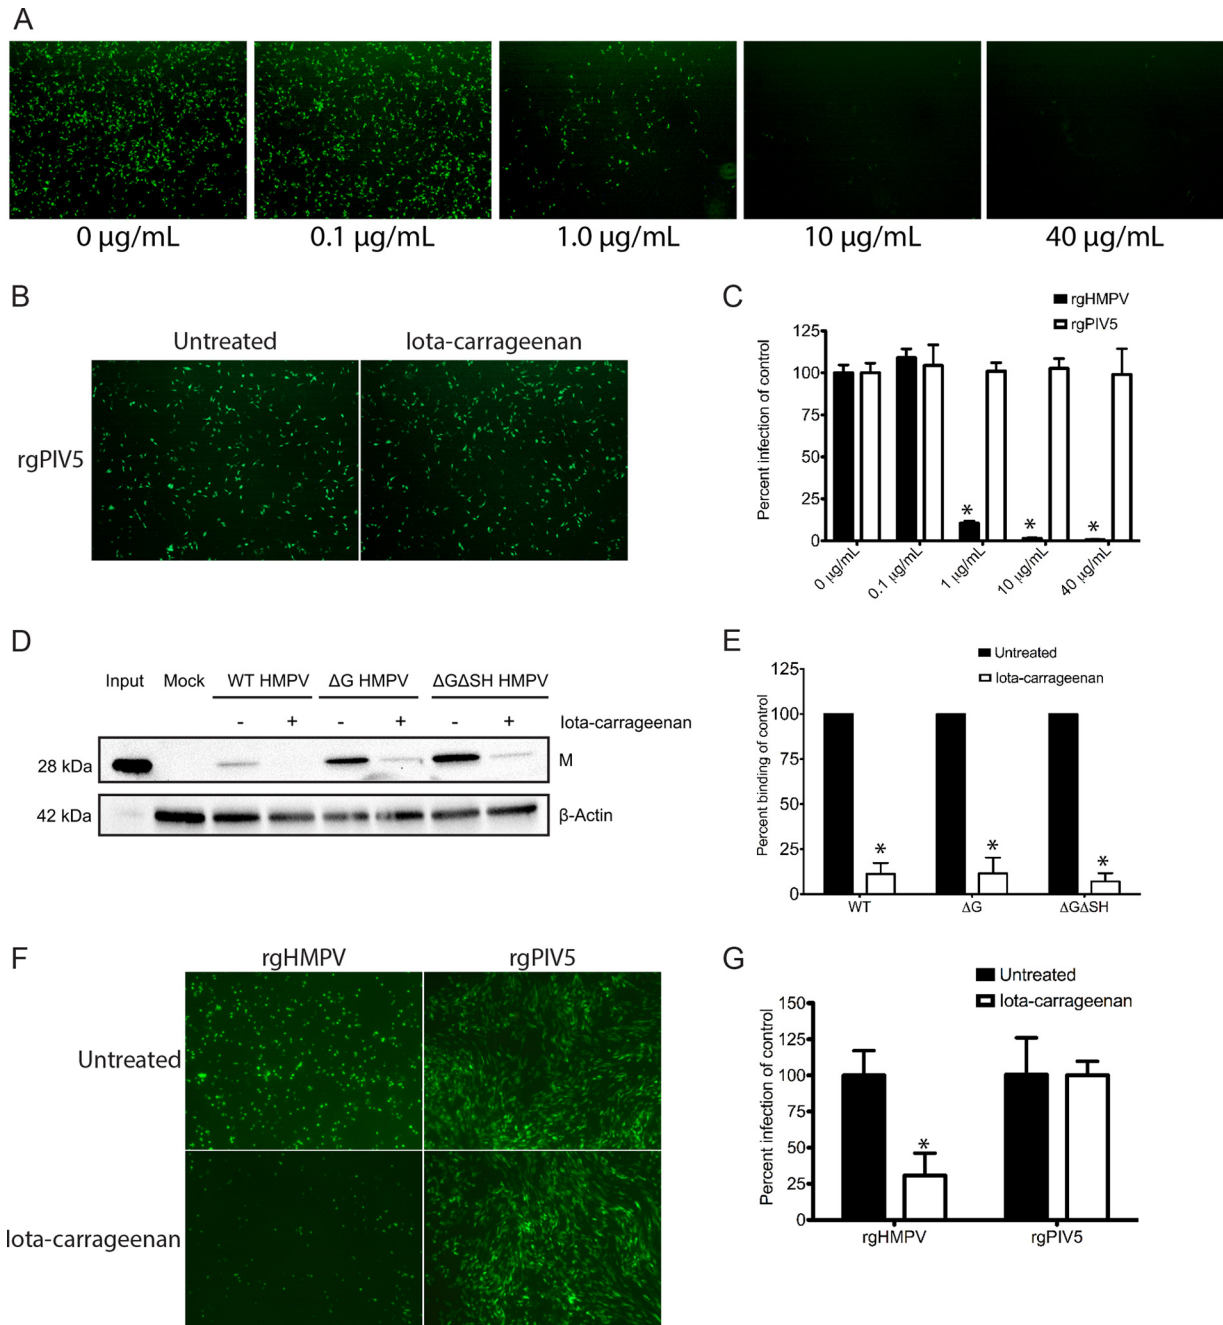 A
0 µg/mL 0.1 µg/mL 1.0 µg/mL 10 µg/mL 40 µg/mL
B
Untreated Iota-carrageenan
rgPIV5
C
rgHMPV
rgPIV5
Percent infection of control
125
100
75
50
25
0
* * *
0 µg/mL 0.1 µg/mL 1 µg/mL 10 µg/mL 40 µg/mL
D
Input Mock WT HMPV ΔG HMPV ΔGΔSH HMPV
- + - + - + Iota-carrageenan
28 kDa M
42 kDa β-Actin
E
Untreated
Iota-carrageenan
Percent binding of control
125
100
75
50
25
0
* * *
WT ΔG ΔGΔSH
F
rgHMPV rgPIV5
Untreated
Iota-carrageenan
G
Untreated
Iota-carrageenan
Percent infection of control
150
125
100
75
50
25
0
*
rgHMPV rgPIV5